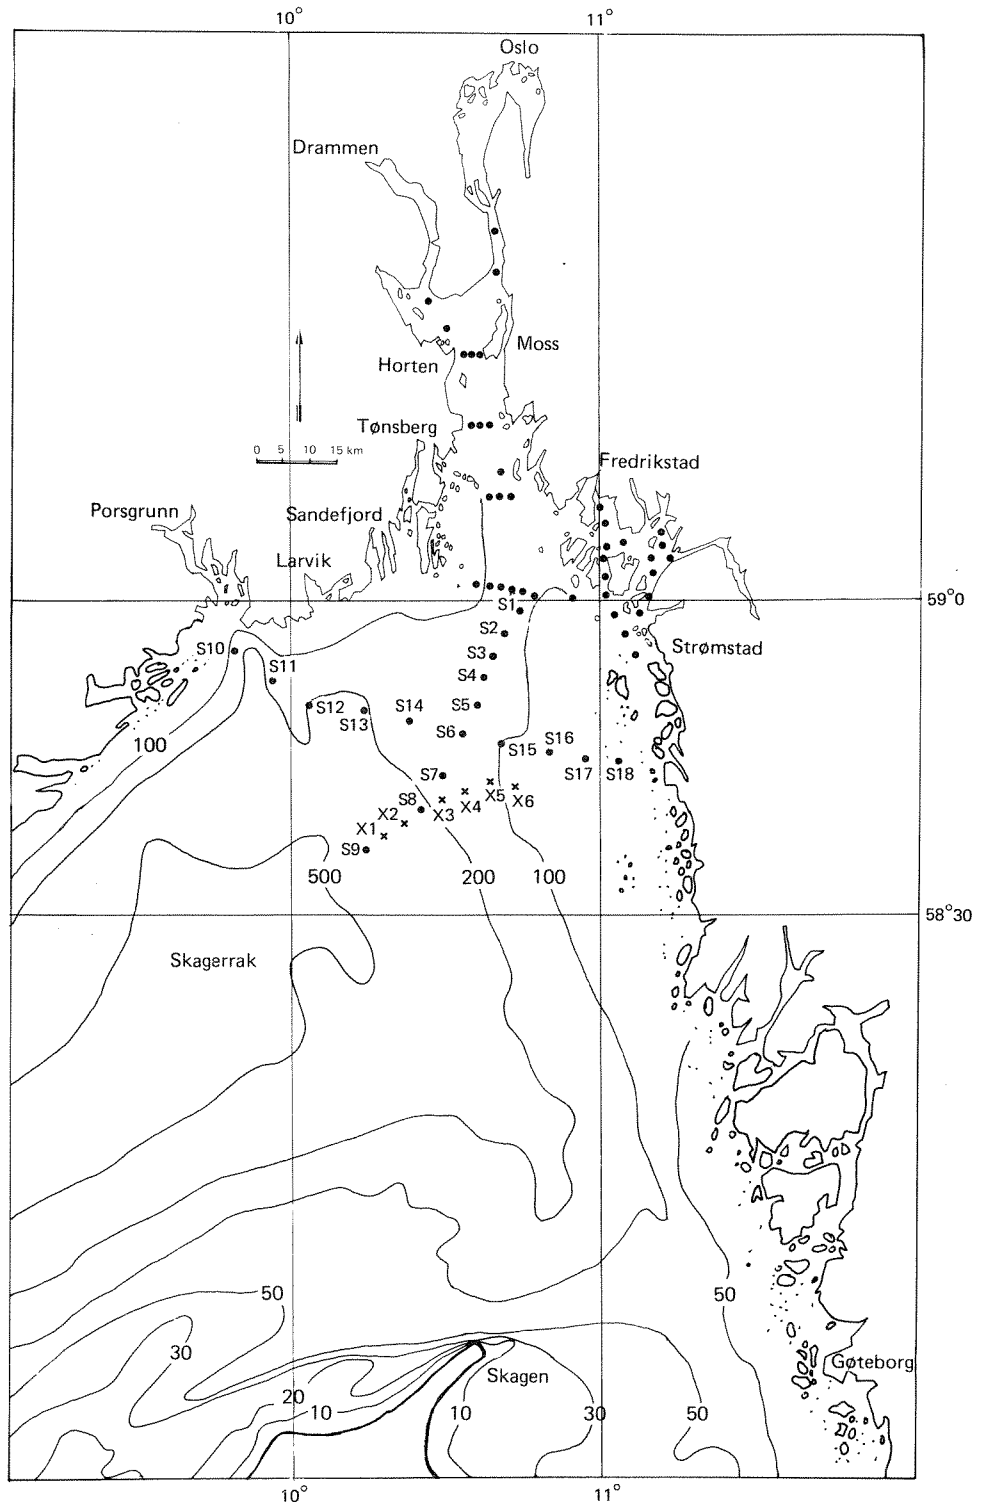 10° 11°
Oslo
Drammen
Moss
Horten
Tønsberg
0 5 10 15 km
Fredrikstad
Porsgrunn
Sandefjord
Larvik
59°0
S1
S2
Strømstad
S3
S10
S11
S4
S12
S14
S5
S13
S6
S16
S15
100
S7
S17
S18
X5
S8
X6
X2
X3
X4
X1
S9
500 200 100
58°30
Skagerrak
50
50
30
Gøteborg
Skagen
20
10
10
30
50
10° 11°